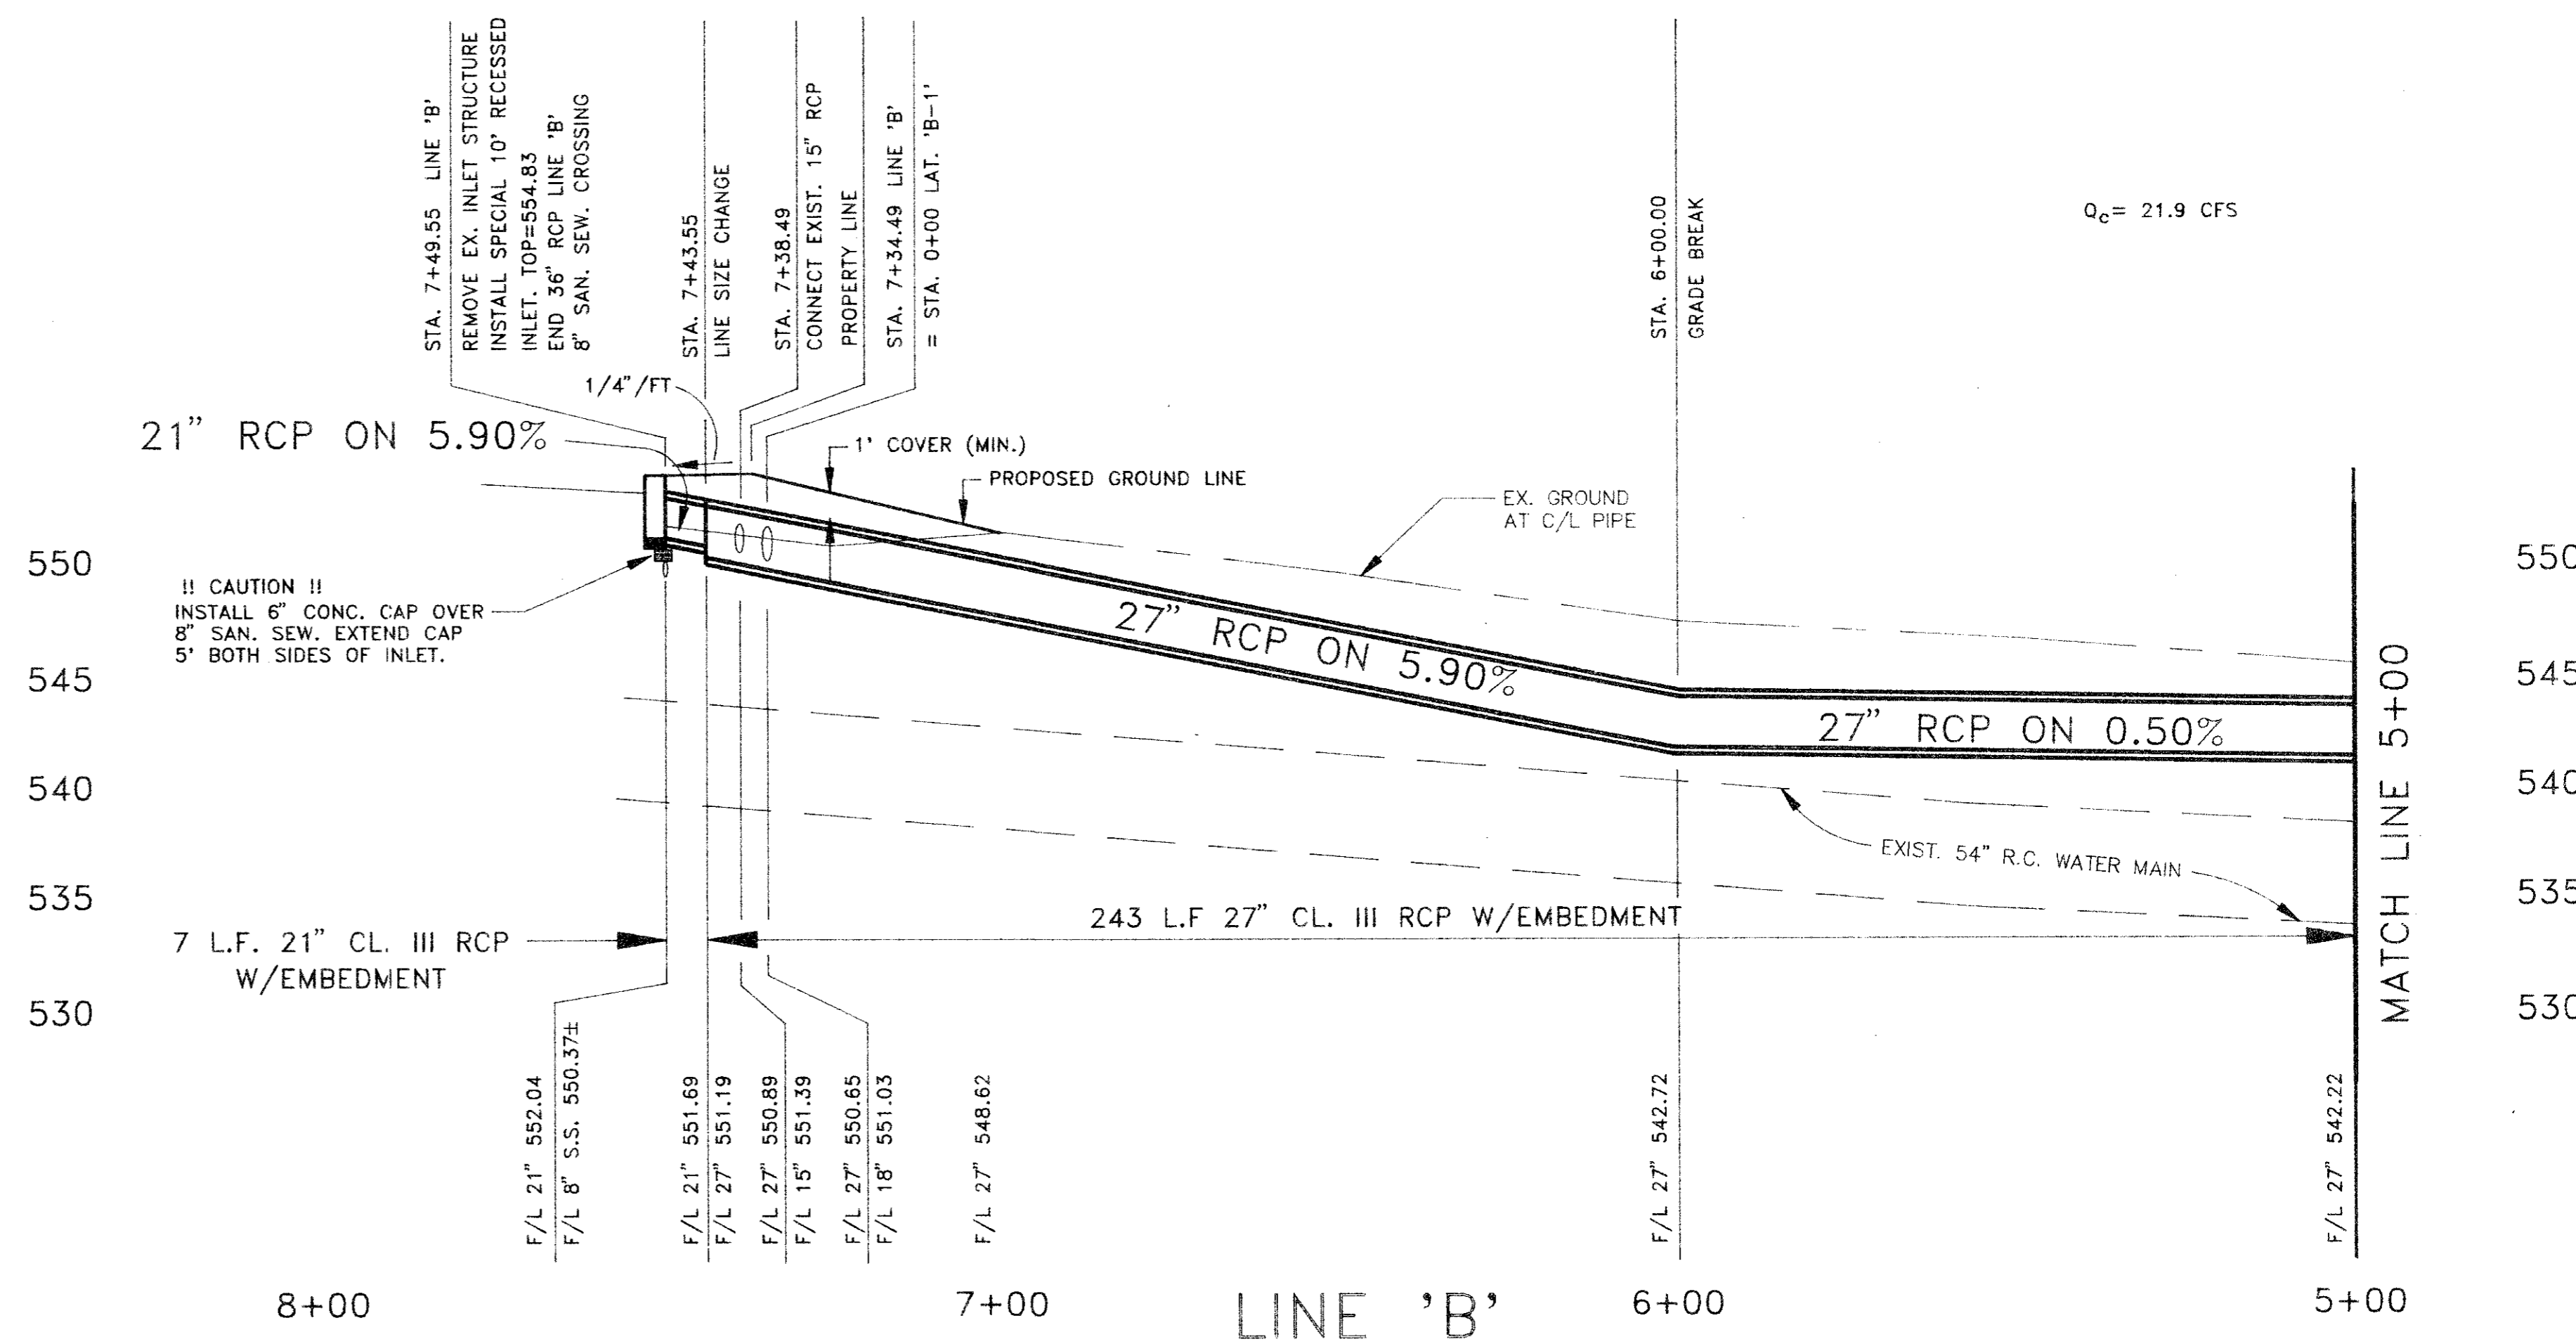 STA. 7+49.55 LINE 'B'
REMOVE EX. INLET STRUCTURE
INSTALL SPECIAL 10' RECESSED
INLET. TOP=554.83
END 36" RCP LINE 'B'
8" SAN. SEW. CROSSING
STA. 7+43.55
LINE SIZE CHANGE
STA. 7+38.49
CONNECT EXIST. 15" RCP
PROPERTY LINE
STA. 7+34.49 LINE 'B'
= STA. 0+00 LAT. 'B-1'
STA. 6+00.00
GRADE BREAK
Qc= 21.9 CFS
1/4"/FT
21" RCP ON 5.90%
1' COVER (MIN.)
PROPOSED GROUND LINE
EX. GROUND
AT C/L PIPE
550
550
!! CAUTION !!
INSTALL 6" CONC. CAP OVER
8" SAN. SEW. EXTEND CAP
5' BOTH SIDES OF INLET.
27" RCP ON 5.90%
545
545
27" RCP ON 0.50%
MATCH LINE 5+00
540
540
EXIST. 54" R.C. WATER MAIN
535
535
243 L.F 27" CL. III RCP W/EMBEDMENT
7 L.F. 21" CL. III RCP
W/EMBEDMENT
530
530
F/L 21" 552.04
F/L 8" S.S. 550.37±
F/L 21" 551.69
F/L 27" 551.19
F/L 27" 550.89
F/L 15" 551.39
F/L 27" 550.65
F/L 18" 551.03
F/L 27" 548.62
F/L 27" 542.72
F/L 27" 542.22
8+00
7+00
LINE 'B'
6+00
5+00